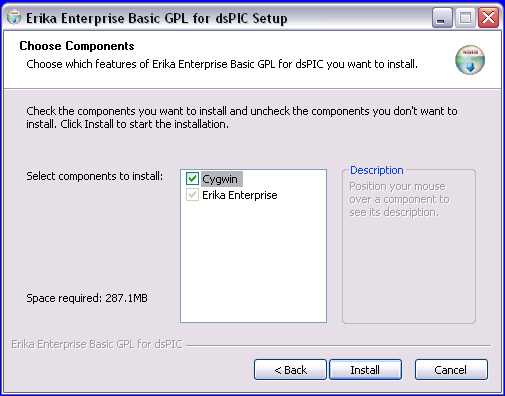 Erika Enterprise Basic GPL for dsPIC Setup
Choose Components
Choose which features of Erika Enterprise Basic GPL for dsPIC you want to install.
Check the components you want to install and uncheck the components you don't want to
install. Click Install to start the installation.
Select components to install:
Cygwin
Erika Enterprise
Description
Position your mouse
over a component to
see its description.
Space required: 287.1MB
Erika Enterprise Basic GPL for dsPIC
< Back
Install
Cancel